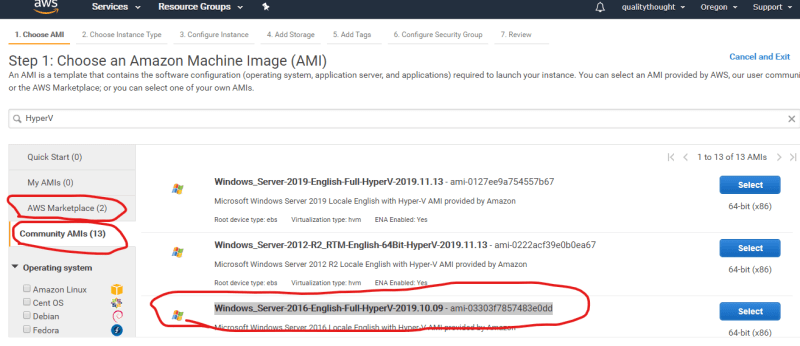 aws Services Resource Groups qualitythought Oregon Support
1. Choose AMI 2. Choose Instance Type 3. Configure Instance 4. Add Storage 5. Add Tags 6. Configure Security Group 7. Review
Step 1: Choose an Amazon Machine Image (AMI)
Cancel and Exit
An AMI is a template that contains the software configuration (operating system, application server, and applications) required to launch your instance. You can select an AMI provided by AWS, our user commu
or the AWS Marketplace; or you can select one of your own AMIs.
HyperV
Quick Start (0)
My AMIs (0)
AWS Marketplace (2)
Community AMIs (13)
Operating system
Amazon Linux
Cent OS
Debian
Fedora
1 to 13 of 13 AMIs
Windows_Server-2019-English-Full-HyperV-2019.11.13 - ami-0127ee9a754557b67
Microsoft Windows Server 2019 Locale English with Hyper-V AMI provided by Amazon
Root device type: ebs Virtualization type: hvm ENA Enabled: Yes
Select
64-bit (x86)
Windows_Server-2012-R2_RTM-English-64Bit-HyperV-2019.11.13 - ami-0222acf39e0b0ea67
Microsoft Windows Server 2012 R2 Locale English with Hyper-V AMI provided by Amazon
Root device type: ebs Virtualization type: hvm ENA Enabled: Yes
Select
64-bit (x86)
Windows_Server-2016-English-Full-HyperV-2019.10.09 - ami-03303f7857483e0dd
Microsoft Windows Server 2016 Locale English with Hyper-V AMI provided by Amazon
Select
64-bit (x86)